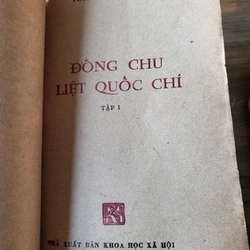 ĐÔNG CHU
LIỆT QUỐC CHÍ
TẬP I
NHÀ XUẤT BẢN KHOA HỌC XÃ HỘI